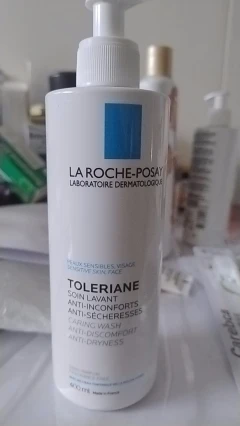 LA ROCHE-POSAY
LABORATOIRE DERMATOLOGIQUE
PEAUX SENSIBLES, VISAGE
SENSITIVE SKIN, FACE
TOLERIANE
SOIN LAVANT
ANTI-INCONFORTS
ANTI-SÉCHERESSES
CARING WASH
ANTI-DISCOMFORT
ANTI-DRYNESS
400 ml